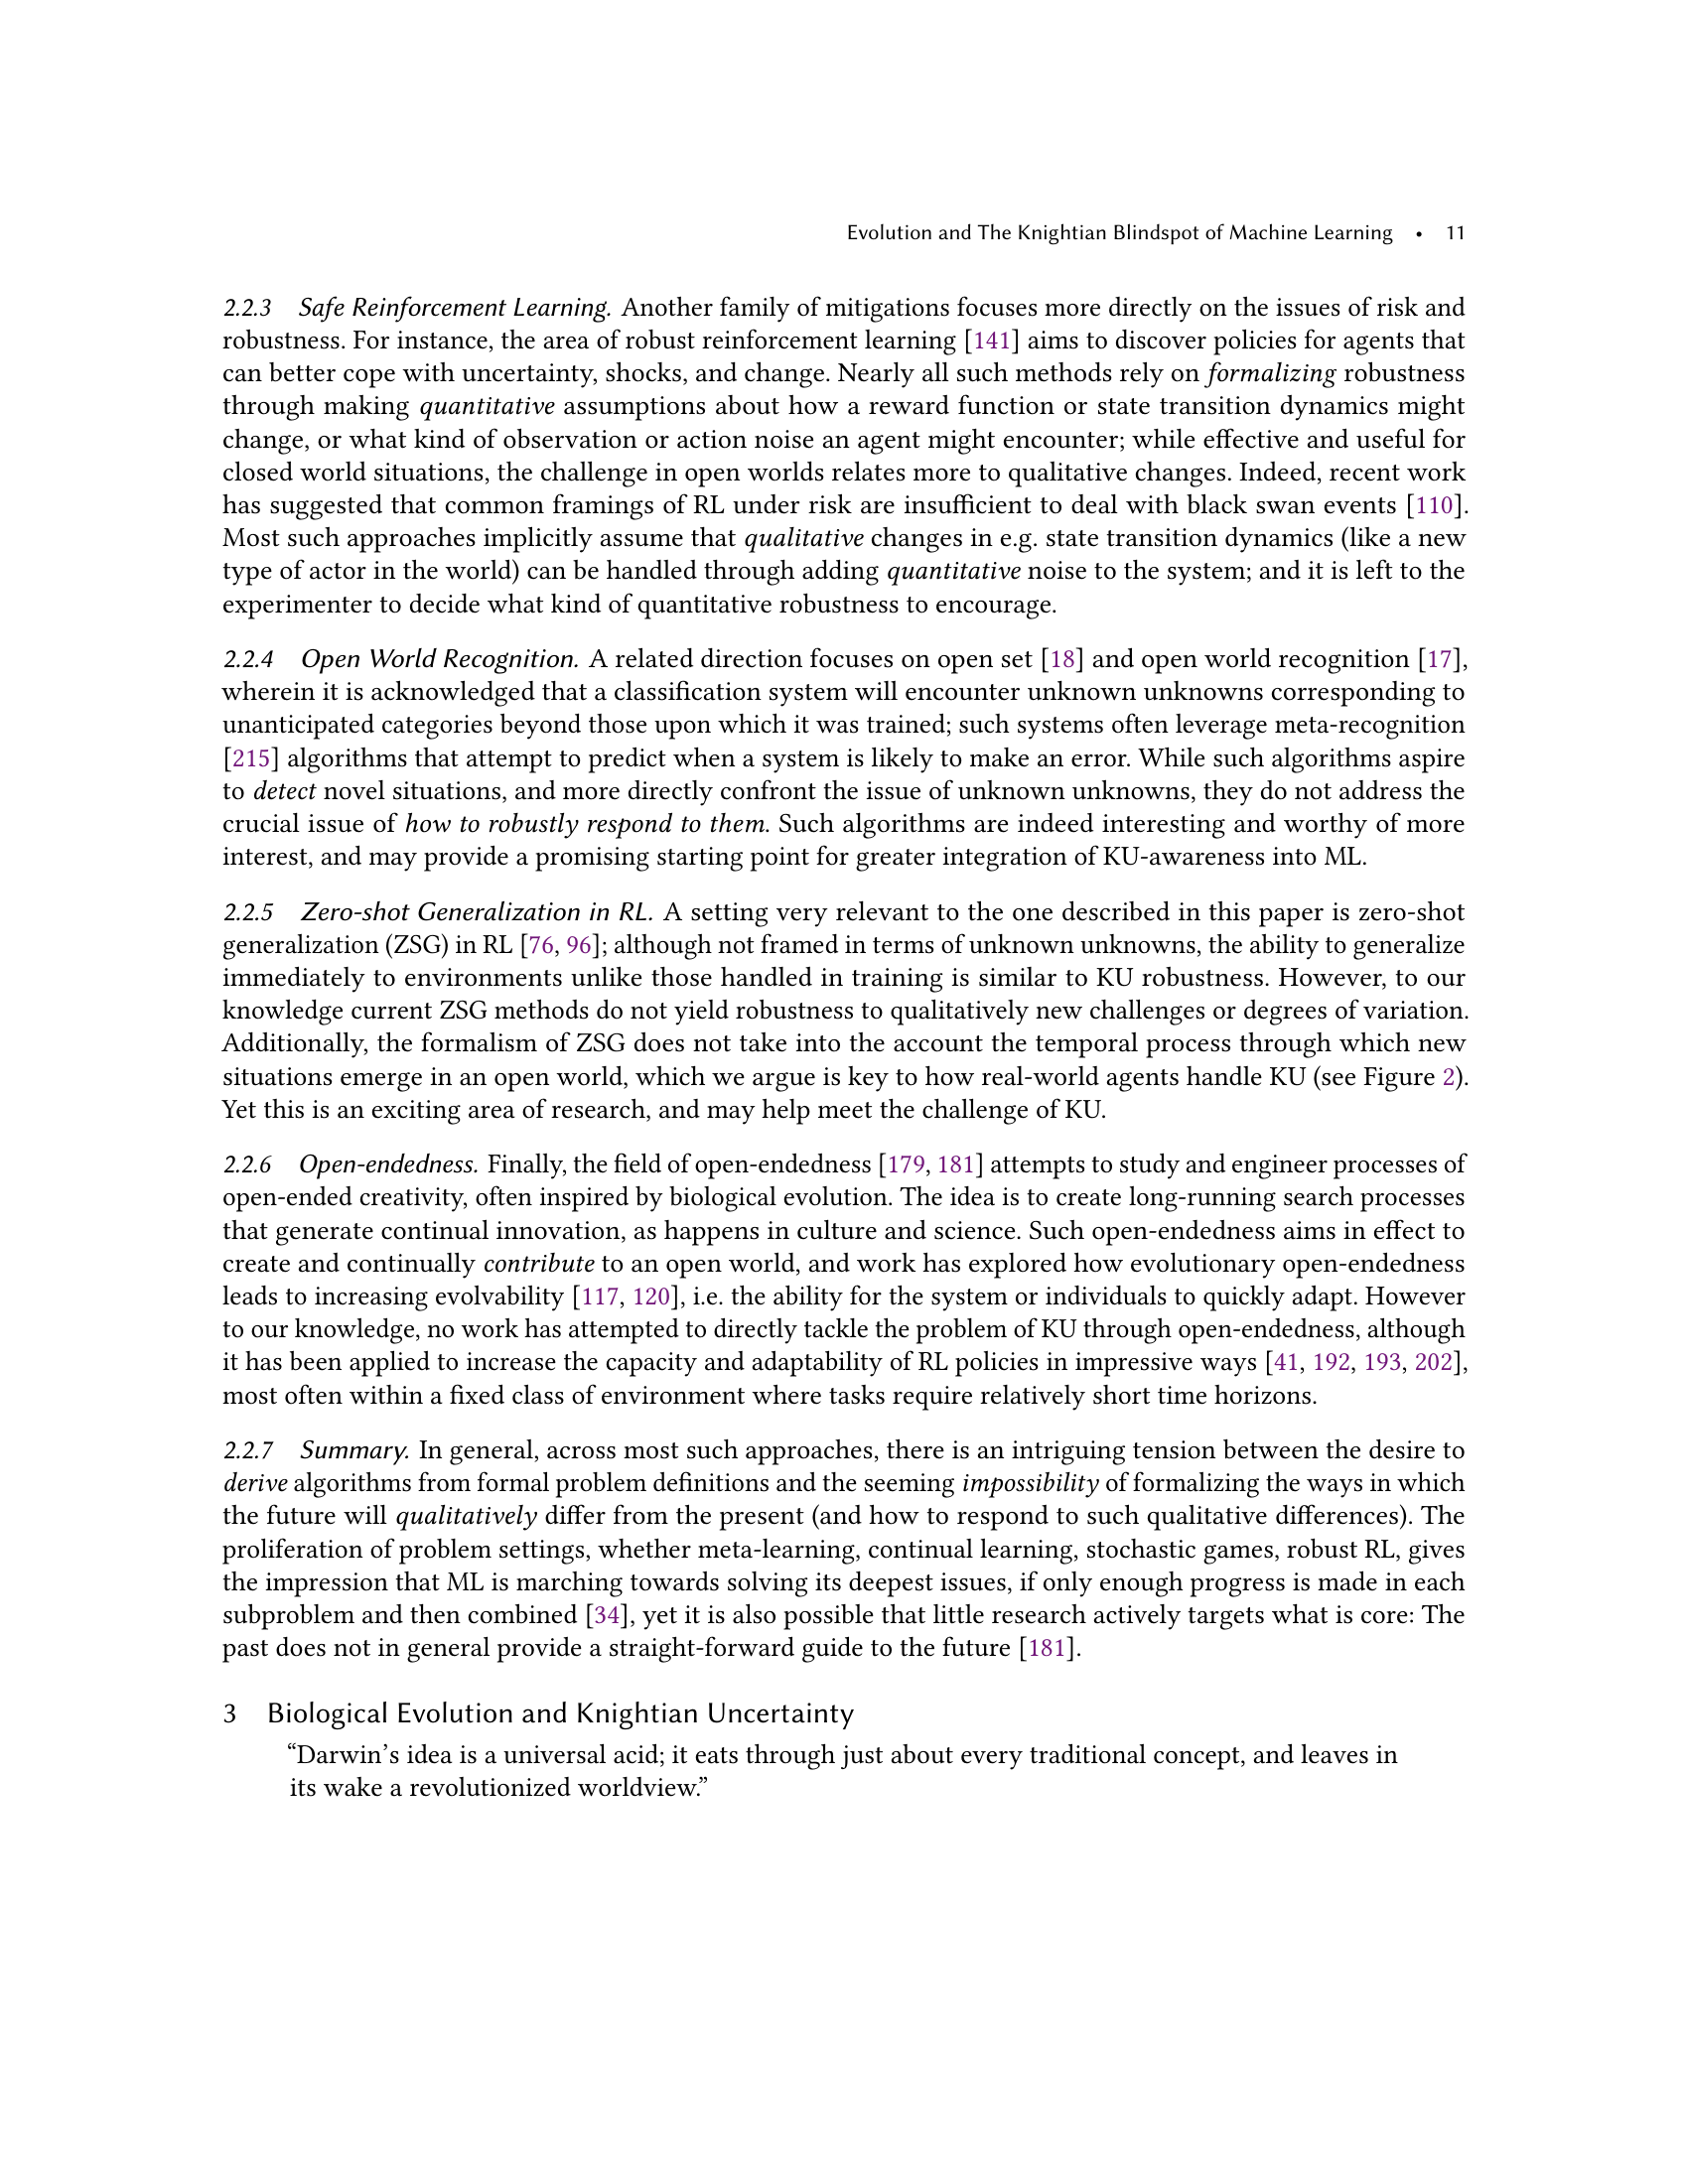 Evolution and The Knightian Blindspot of Machine Learning • 11
2.2.3 Safe Reinforcement Learning. Another family of mitigations focuses more directly on the issues of risk and
robustness. For instance, the area of robust reinforcement learning [141] aims to discover policies for agents that
can better cope with uncertainty, shocks, and change. Nearly all such methods rely on formalizing robustness
through making quantitative assumptions about how a reward function or state transition dynamics might
change, or what kind of observation or action noise an agent might encounter; while effective and useful for
closed world situations, the challenge in open worlds relates more to qualitative changes. Indeed, recent work
has suggested that common framings of RL under risk are insufficient to deal with black swan events [110].
Most such approaches implicitly assume that qualitative changes in e.g. state transition dynamics (like a new
type of actor in the world) can be handled through adding quantitative noise to the system; and it is left to the
experimenter to decide what kind of quantitative robustness to encourage.
2.2.4 Open World Recognition. A related direction focuses on open set [18] and open world recognition [17],
wherein it is acknowledged that a classification system will encounter unknown unknowns corresponding to
unanticipated categories beyond those upon which it was trained; such systems often leverage meta-recognition
[215] algorithms that attempt to predict when a system is likely to make an error. While such algorithms aspire
to detect novel situations, and more directly confront the issue of unknown unknowns, they do not address the
crucial issue of how to robustly respond to them. Such algorithms are indeed interesting and worthy of more
interest, and may provide a promising starting point for greater integration of KU-awareness into ML.
2.2.5 Zero-shot Generalization in RL. A setting very relevant to the one described in this paper is zero-shot
generalization (ZSG) in RL [76, 96]; although not framed in terms of unknown unknowns, the ability to generalize
immediately to environments unlike those handled in training is similar to KU robustness. However, to our
knowledge current ZSG methods do not yield robustness to qualitatively new challenges or degrees of variation.
Additionally, the formalism of ZSG does not take into the account the temporal process through which new
situations emerge in an open world, which we argue is key to how real-world agents handle KU (see Figure 2).
Yet this is an exciting area of research, and may help meet the challenge of KU.
2.2.6 Open-endedness. Finally, the field of open-endedness [179, 181] attempts to study and engineer processes of
open-ended creativity, often inspired by biological evolution. The idea is to create long-running search processes
that generate continual innovation, as happens in culture and science. Such open-endedness aims in effect to
create and continually contribute to an open world, and work has explored how evolutionary open-endedness
leads to increasing evolvability [117, 120], i.e. the ability for the system or individuals to quickly adapt. However
to our knowledge, no work has attempted to directly tackle the problem of KU through open-endedness, although
it has been applied to increase the capacity and adaptability of RL policies in impressive ways [41, 192, 193, 202],
most often within a fixed class of environment where tasks require relatively short time horizons.
2.2.7 Summary. In general, across most such approaches, there is an intriguing tension between the desire to
derive algorithms from formal problem definitions and the seeming impossibility of formalizing the ways in which
the future will qualitatively differ from the present (and how to respond to such qualitative differences). The
proliferation of problem settings, whether meta-learning, continual learning, stochastic games, robust RL, gives
the impression that ML is marching towards solving its deepest issues, if only enough progress is made in each
subproblem and then combined [34], yet it is also possible that little research actively targets what is core: The
past does not in general provide a straight-forward guide to the future [181].
3 Biological Evolution and Knightian Uncertainty
“Darwin’s idea is a universal acid; it eats through just about every traditional concept, and leaves in
its wake a revolutionized worldview.”